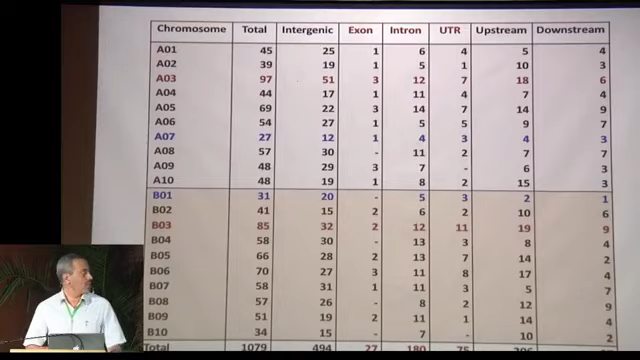 Chromosome Total Intergenic Exon Intron UTR Upstream Downstream
A01 45 25 1 6 4 5 4
A02 39 19 1 5 1 10 3
A03 97 51 3 12 7 18 6
A04 44 17 1 11 4 7 4
A05 69 22 3 14 7 14 9
A06 54 27 1 5 5 9 7
A07 27 12 1 4 3 4 3
A08 57 30 - 11 2 7 7
A09 48 29 3 7 - 6 3
A10 48 19 1 8 2 15 3
B01 31 20 - 5 3 2 1
B02 41 15 2 6 2 10 6
B03 85 32 2 12 11 19 9
B04 58 30 - 13 3 8 4
B05 66 28 2 13 7 14 2
B06 70 27 3 11 8 17 4
B07 58 31 1 11 3 5 7
B08 57 26 - 8 2 12 9
B09 51 19 2 11 1 14 4
B10 34 15 - 7 - 10 2
Total 1079 494 27 180 75